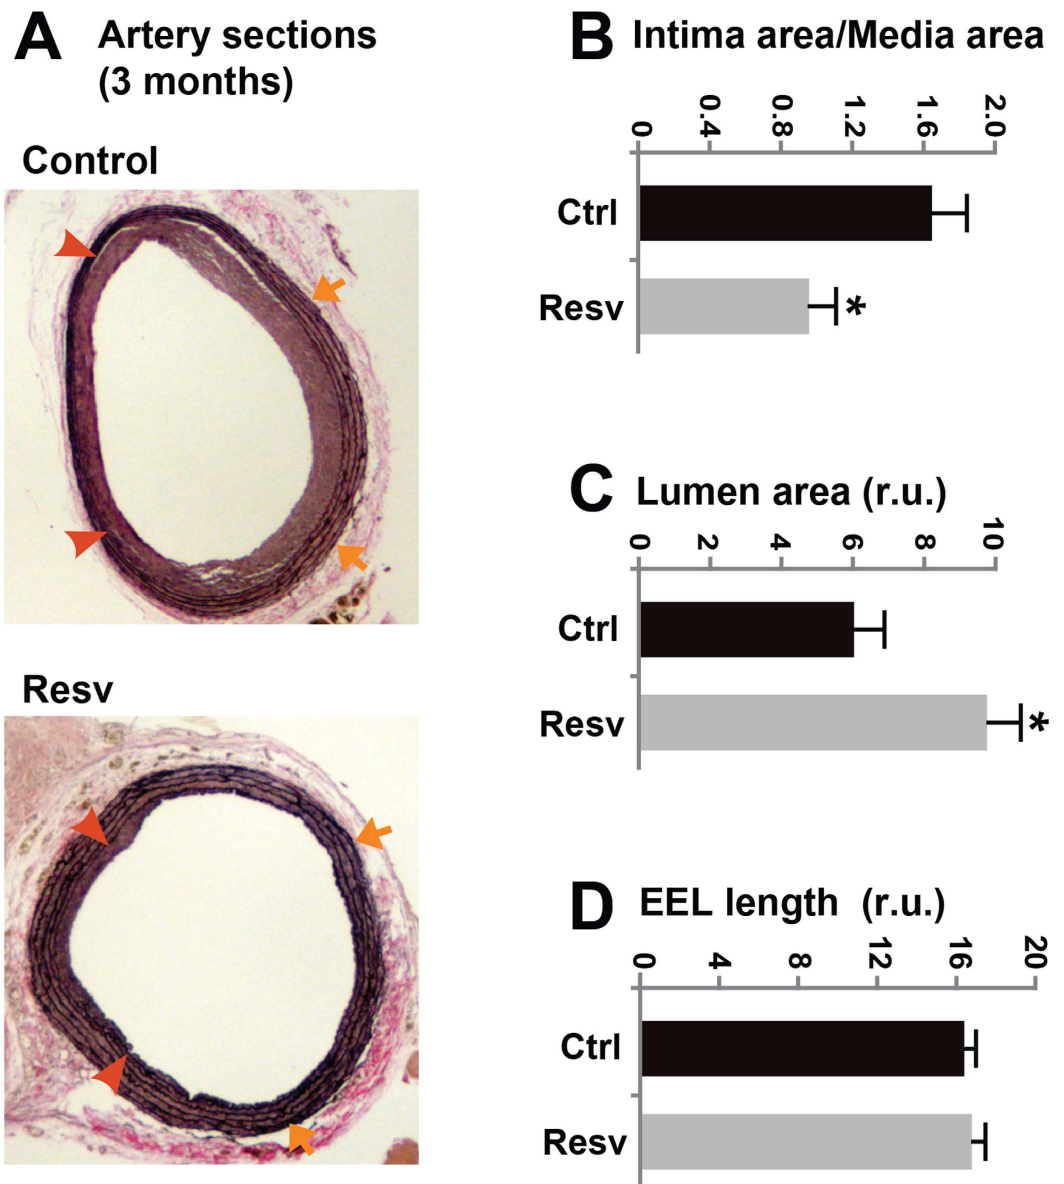 A Artery sections
(3 months)
Control
Resv
B Intima area/Media area
0 0.4 0.8 1.2 1.6 2.0
Ctrl
Resv *
C Lumen area (r.u.)
0 2 4 6 8 10
Ctrl
Resv *
D EEL length (r.u.)
0 4 8 12 16 20
Ctrl
Resv